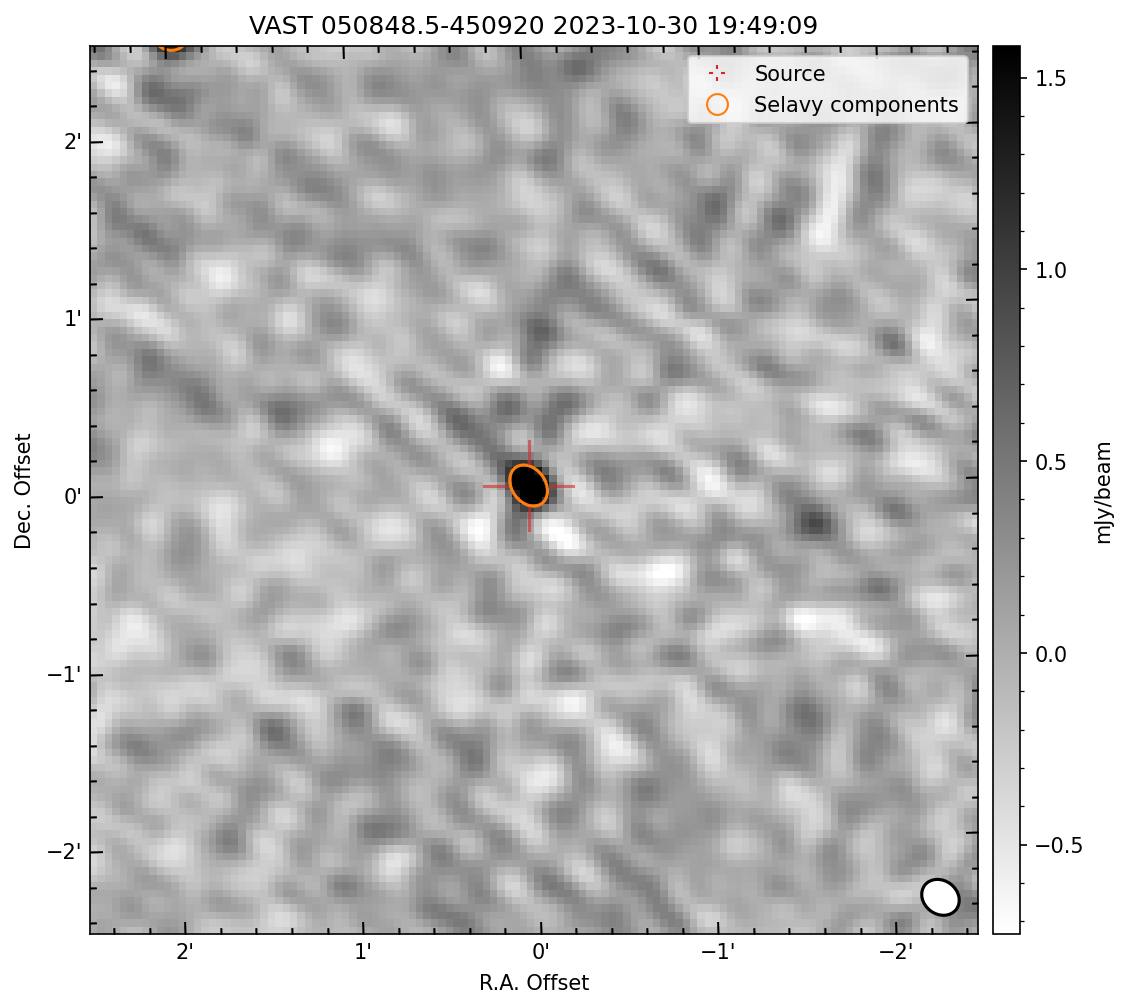 VAST 050848.5-450920 2023-10-30 19:49:09
Source
Selavy components
2'
1'
0'
−1'
−2'
Dec. Offset
2'
1'
0'
−1'
−2'
R.A. Offset
1.5
1.0
0.5
0.0
−0.5
mJy/beam